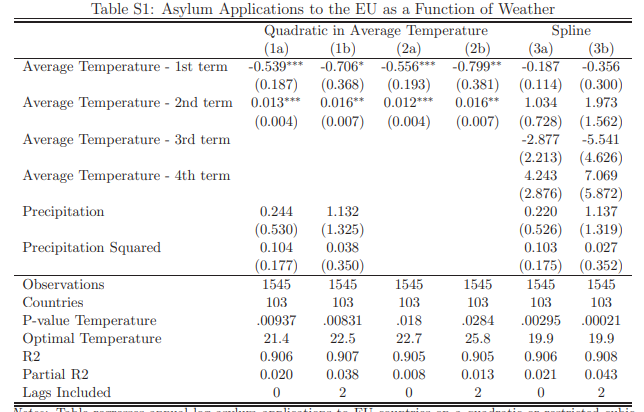 Table S1: Asylum Applications to the EU as a Function of Weather
Quadratic in Average Temperature Spline
(1a) (1b) (2a) (2b) (3a) (3b)
Average Temperature - 1st term -0.539*** -0.706* -0.556*** -0.799** -0.187 -0.356
(0.187) (0.368) (0.193) (0.381) (0.114) (0.300)
Average Temperature - 2nd term 0.013*** 0.016** 0.012*** 0.016** 1.034 1.973
(0.004) (0.007) (0.004) (0.007) (0.728) (1.562)
Average Temperature - 3rd term -2.877 -5.541
(2.213) (4.626)
Average Temperature - 4th term 4.243 7.069
(2.876) (5.872)
Precipitation 0.244 1.132 0.220 1.137
(0.530) (1.325) (0.526) (1.319)
Precipitation Squared 0.104 0.038 0.103 0.027
(0.177) (0.350) (0.175) (0.352)
Observations 1545 1545 1545 1545 1545 1545
Countries 103 103 103 103 103 103
P-value Temperature .00937 .00831 .018 .0284 .00295 .00021
Optimal Temperature 21.4 22.5 22.7 25.8 19.9 19.9
R2 0.906 0.907 0.905 0.905 0.906 0.908
Partial R2 0.020 0.038 0.008 0.013 0.021 0.043
Lags Included 0 2 0 2 0 2